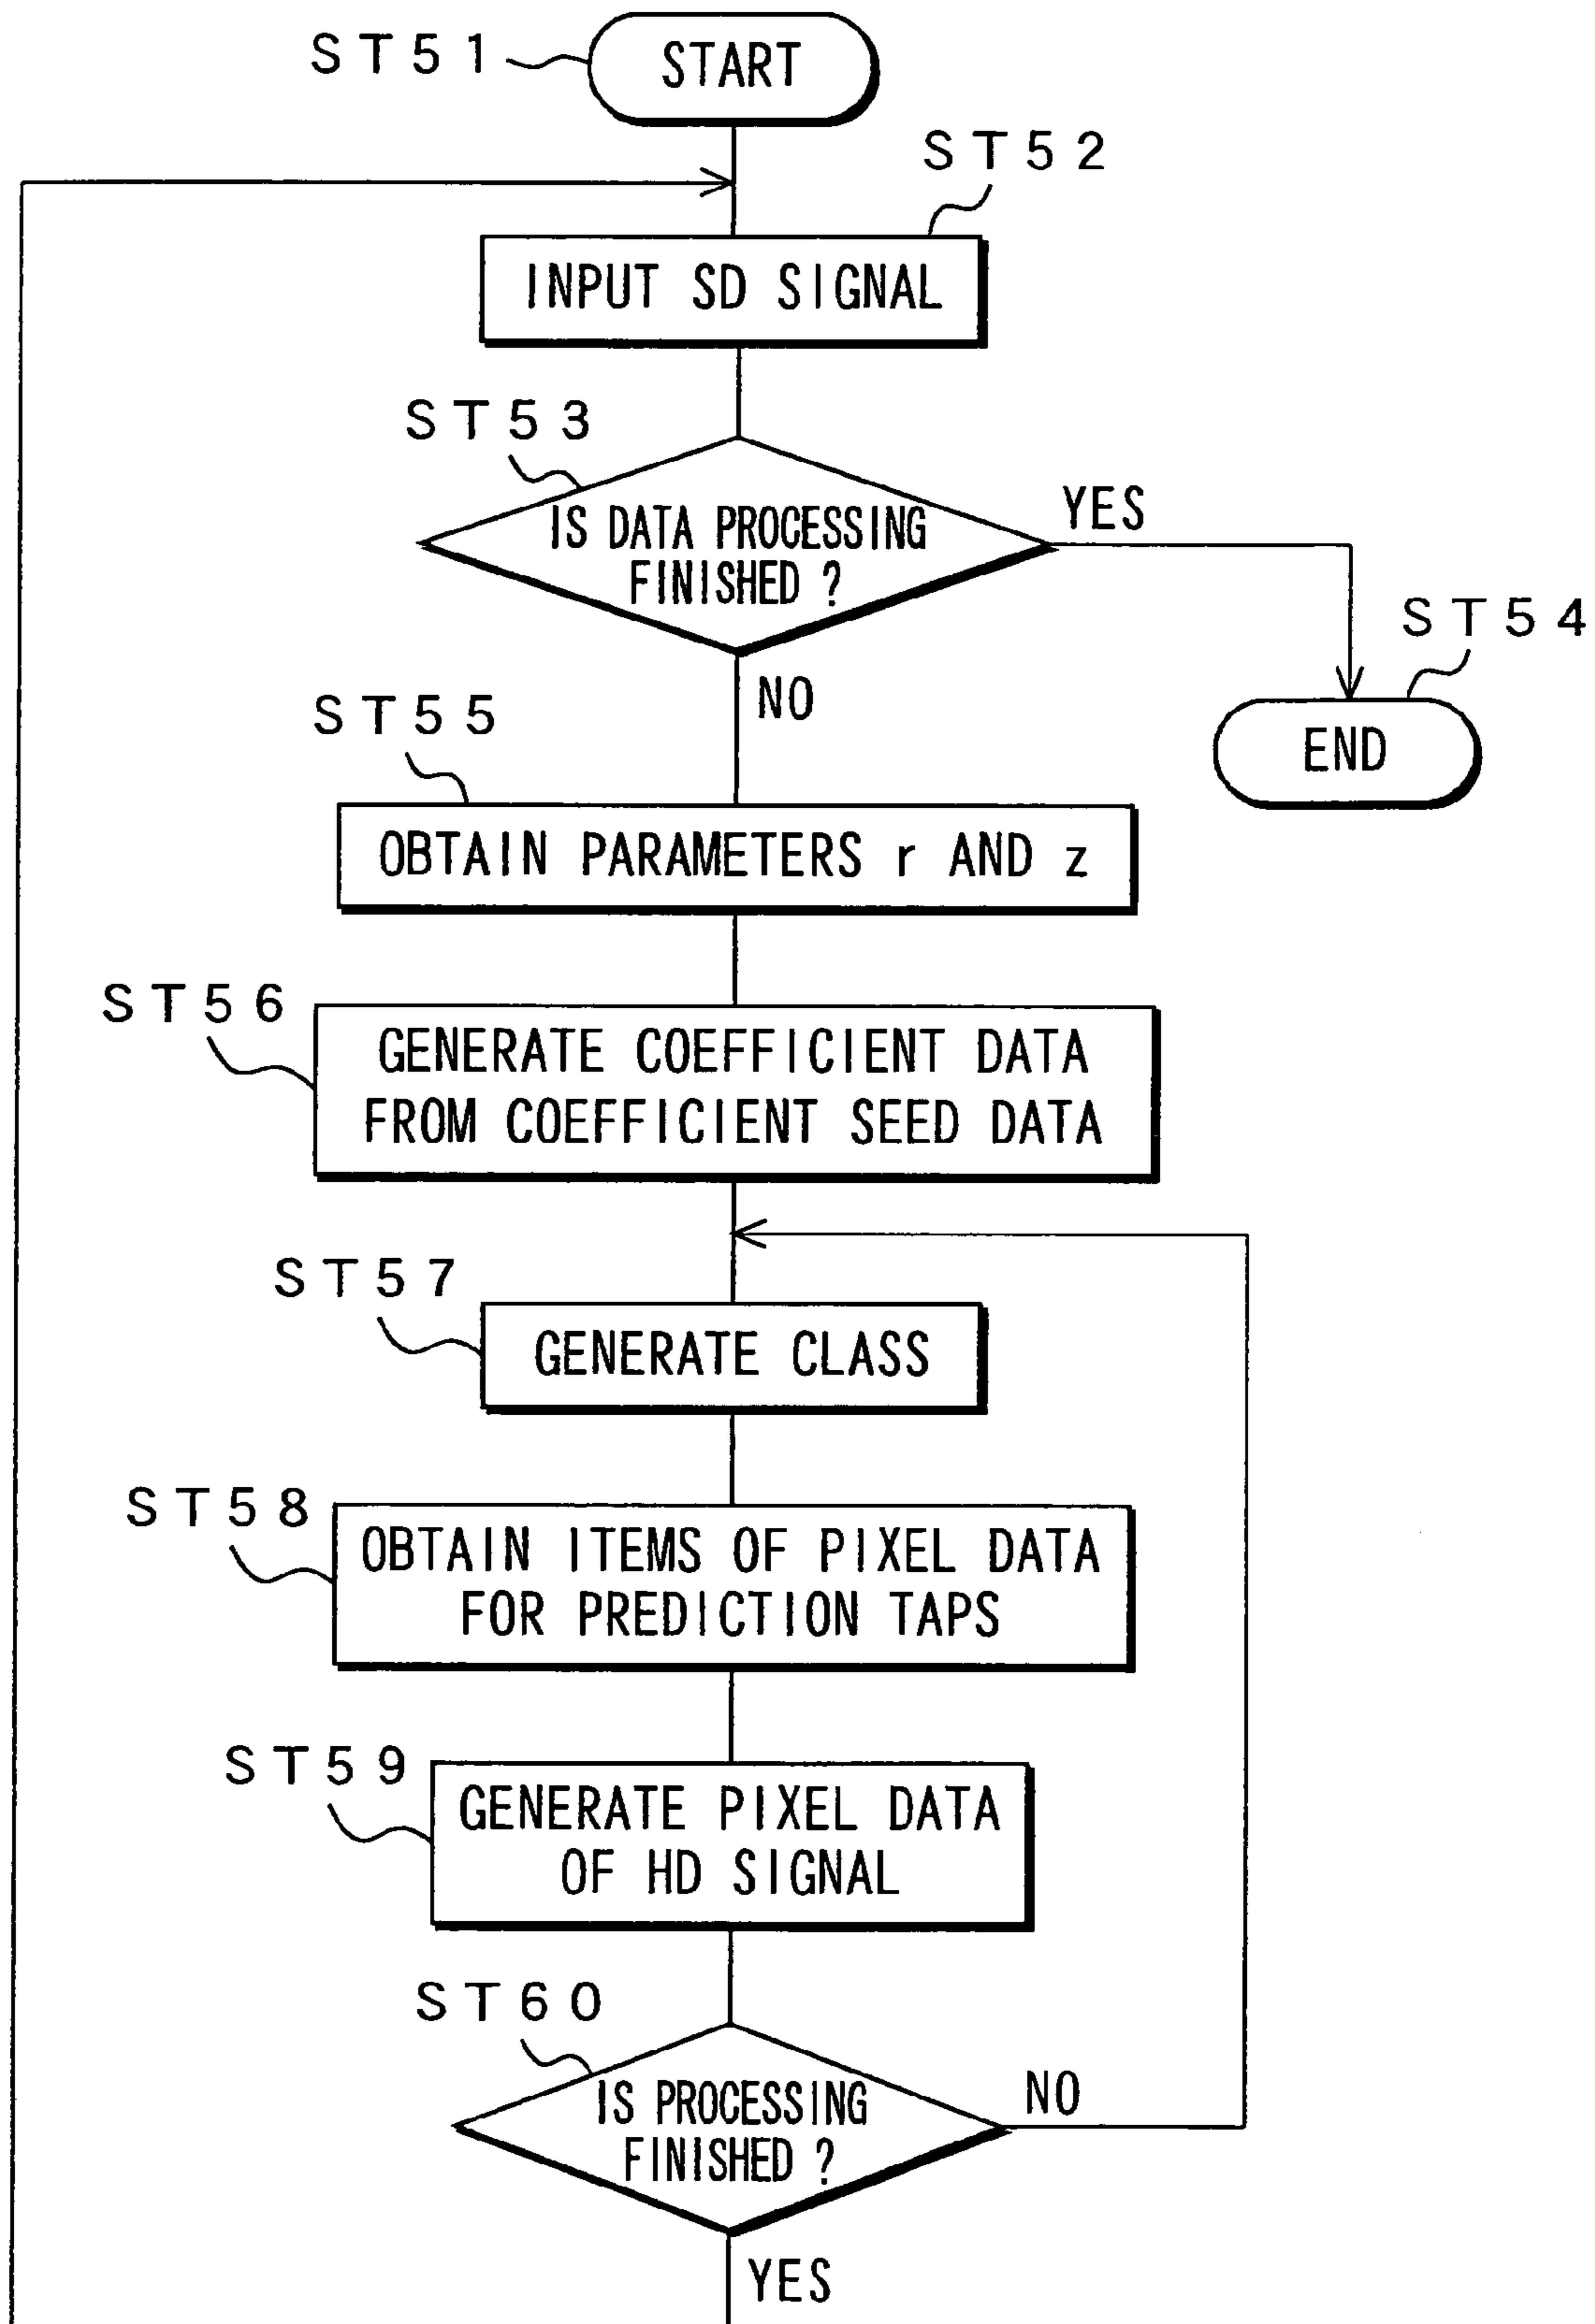 ST51
START
ST52
INPUT SD SIGNAL
ST53
IS DATA PROCESSING
FINISHED ?
YES
ST54
END
NO
ST55
OBTAIN PARAMETERS r AND z
ST56
GENERATE COEFFICIENT DATA
FROM COEFFICIENT SEED DATA
ST57
GENERATE CLASS
ST58
OBTAIN ITEMS OF PIXEL DATA
FOR PREDICTION TAPS
ST59
GENERATE PIXEL DATA
OF HD SIGNAL
ST60
IS PROCESSING
FINISHED ?
NO
YES